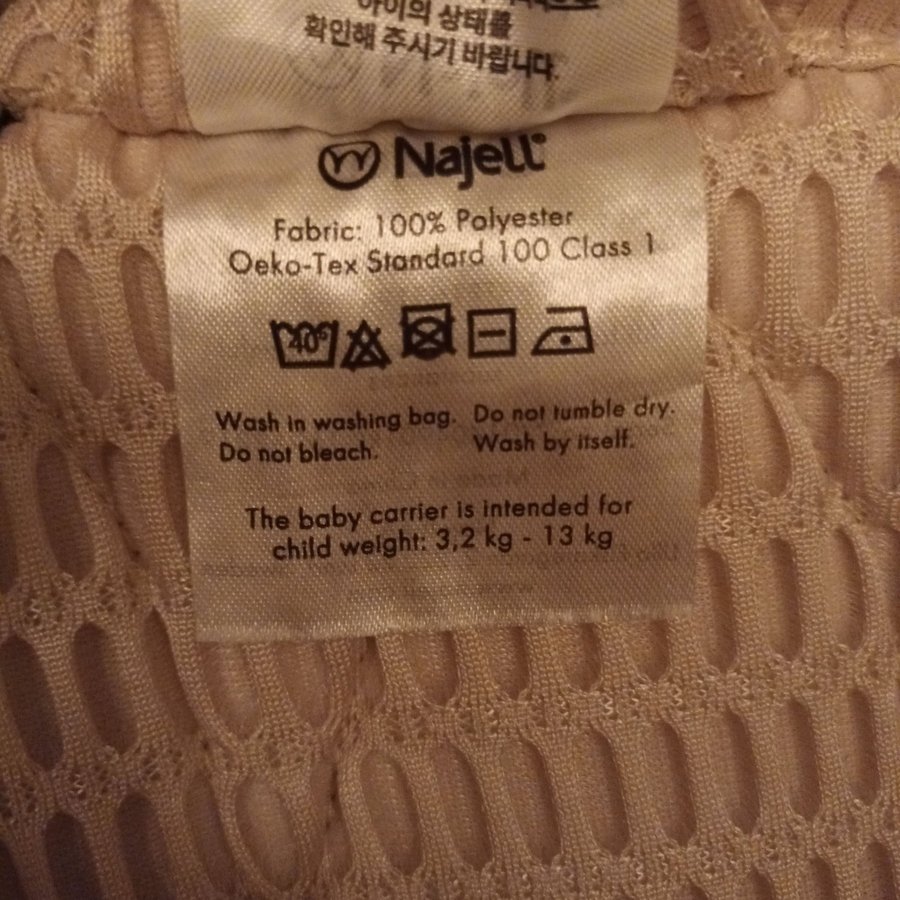 아이의 상태를
확인해 주시기 바랍니다.
Najell
Fabric: 100% Polyester
Oeko-Tex Standard 100 Class 1
40°
Wash in washing bag. Do not tumble dry.
Do not bleach. Wash by itself.
The baby carrier is intended for
child weight: 3,2 kg - 13 kg